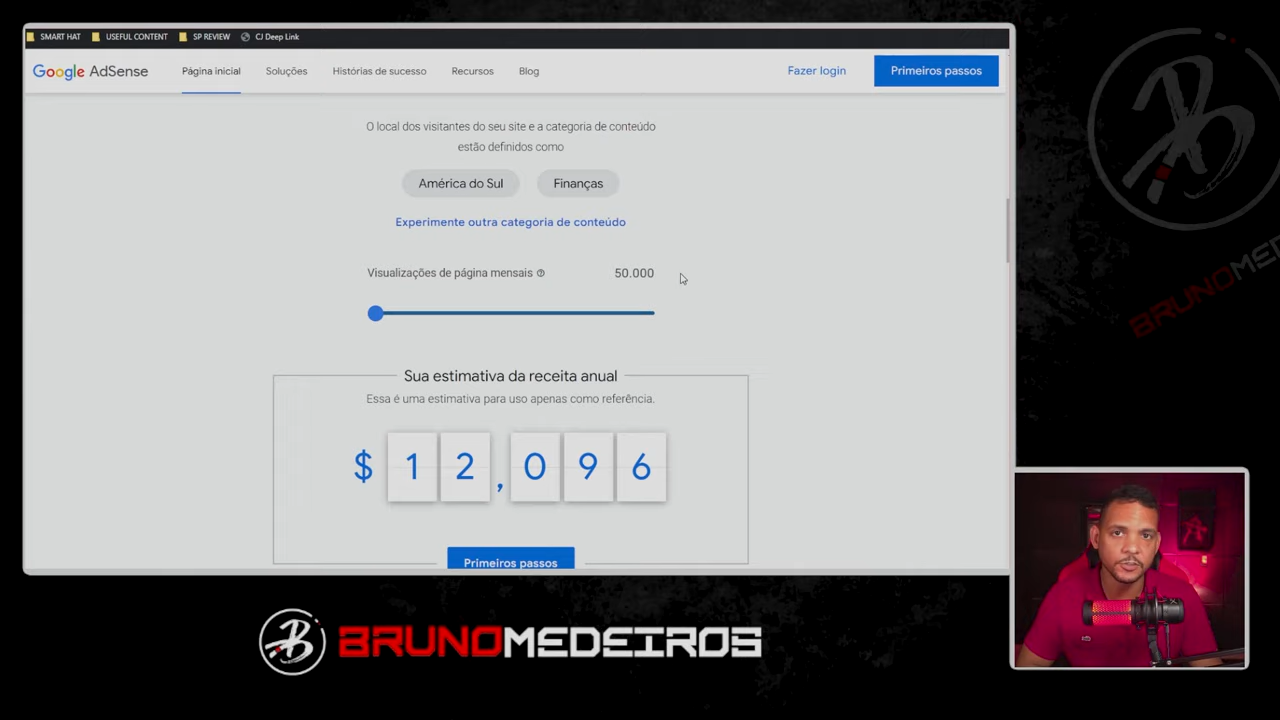 SMART HAT USEFUL CONTENT SP REVIEW CJ Deep Link
Google AdSense Página inicial Soluções Histórias de sucesso Recursos Blog Fazer login Primeiros passos
O local dos visitantes do seu site e a categoria de conteúdo
estão definidos como
América do Sul Finanças
Experimente outra categoria de conteúdo
Visualizações de página mensais 50.000
Sua estimativa da receita anual
Essa é uma estimativa para uso apenas como referência.
$ 12,096
Primeiros passos
BRUNOMEDEIROS
BRUNOME